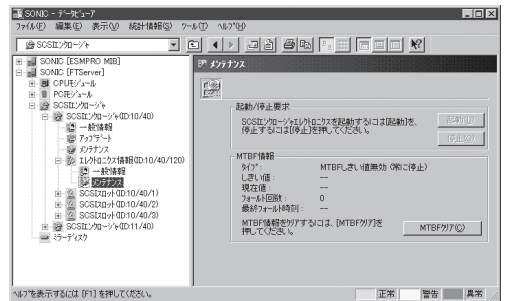 SONIC - データビューア
ファイル(F) 編集(E) 表示(V) 統計情報(S) ツール(T) ヘルプ(H)
SCSIエンクロージャ
SONIC [ESMPRO MIB]
SONIC [FTServer]
CPUモジュール
PCIモジュール
SCSIエンクロージャ
SCSIエンクロージャ(ID:10/40)
一般情報
アップデート
メンテナンス
エレクトロニクス情報(ID:10/40/120)
一般情報
メンテナンス
SCSIスロット(ID:10/40/1)
SCSIスロット(ID:10/40/2)
SCSIスロット(ID:10/40/3)
SCSIエンクロージャ(ID:11/40)
ミラーディスク
メンテナンス
起動/停止要求
SCSIエンクロージャエレクトロニクスを起動するには[起動]を、
停止するには[停止]を押してください。
起動(U)
停止(D)
MTBF情報
タイプ: MTBFしきい値無効 (常に停止)
しきい値: ---
現在値: ---
フォールト回数: 0
最終フォールト時刻: ---
MTBF情報をクリアするには、[MTBFクリア]を
押してください。
MTBFクリア(C)
ヘルプを表示するには [F1] を押してください。
正常 警告 異常